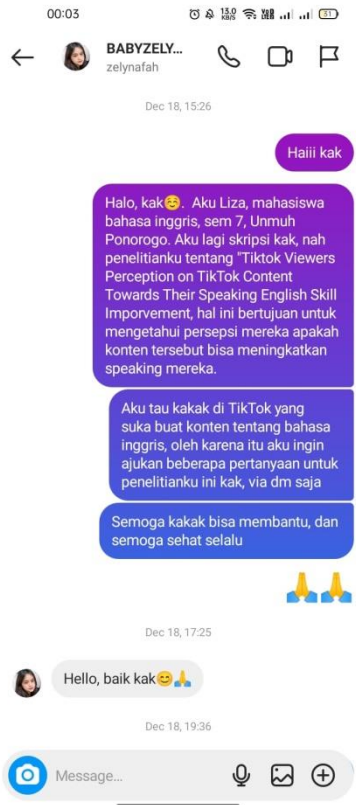 00:03
13.0
KB/S
31
BABYZELY...
zelynafah
Dec 18, 15:26
Haiii kak
Halo, kak😊. Aku Liza, mahasiswa
bahasa inggris, sem 7, Unmuh
Ponorogo. Aku lagi skripsi kak, nah
penelitianku tentang "Tiktok Viewers
Perception on TikTok Content
Towards Their Speaking English Skill
Imporvement, hal ini bertujuan untuk
mengetahui persepsi mereka apakah
konten tersebut bisa meningkatkan
speaking mereka.
Aku tau kakak di TikTok yang
suka buat konten tentang bahasa
inggris, oleh karena itu aku ingin
ajukan beberapa pertanyaan untuk
penelitianku ini kak, via dm saja
Semoga kakak bisa membantu, dan
semoga sehat selalu
🙏🙏
Dec 18, 17:25
Hello, baik kak😊🙏
Dec 18, 19:36
Message...